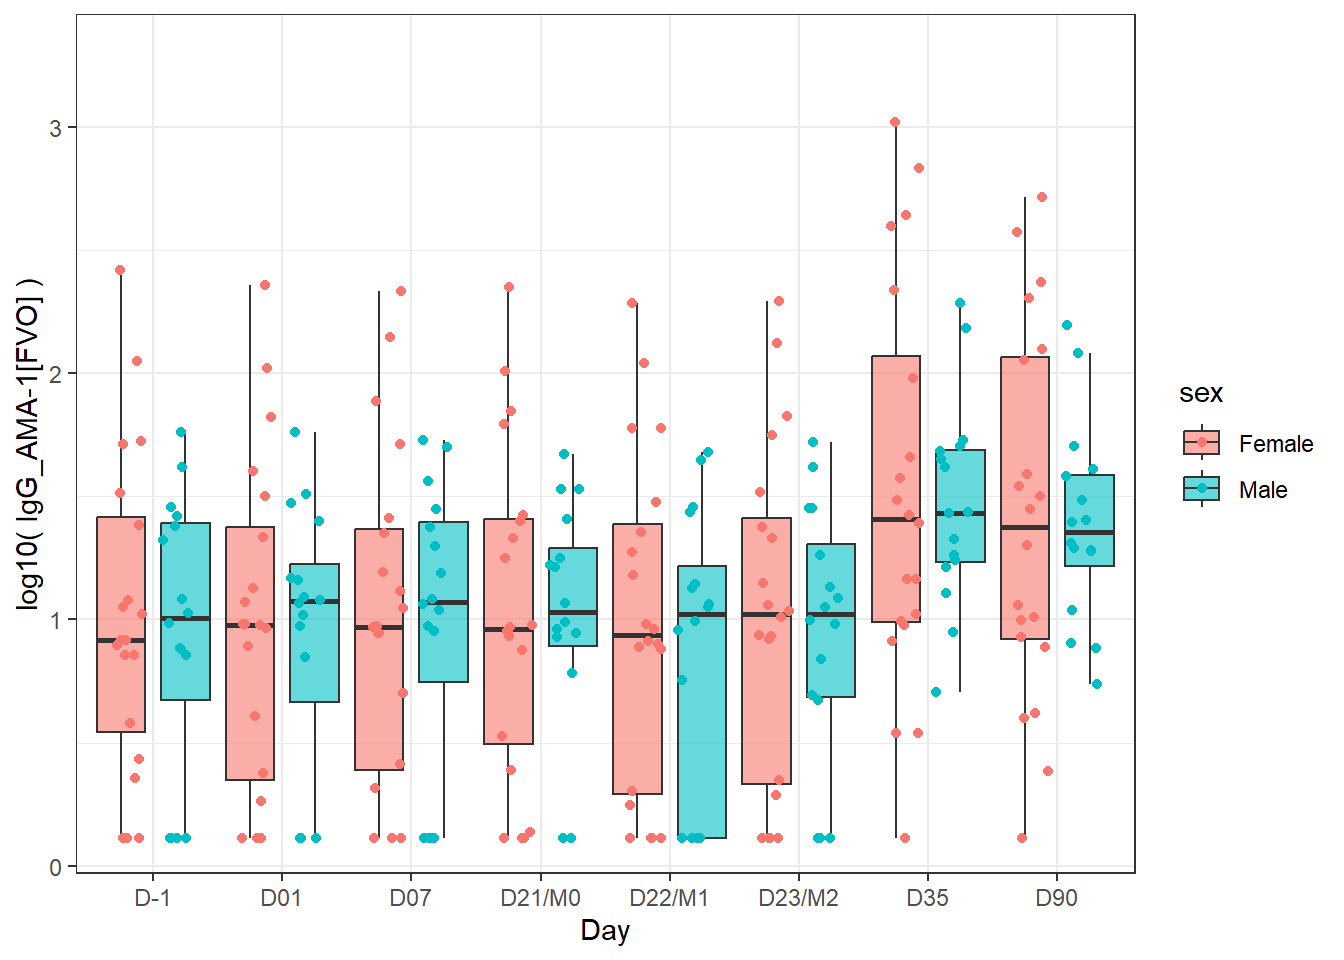 3
2
1
0
log10( IgG_AMA-1[FVO] )
D-1 D01 D07 D21/M0 D22/M1 D23/M2 D35 D90
Day
sex
Female
Male